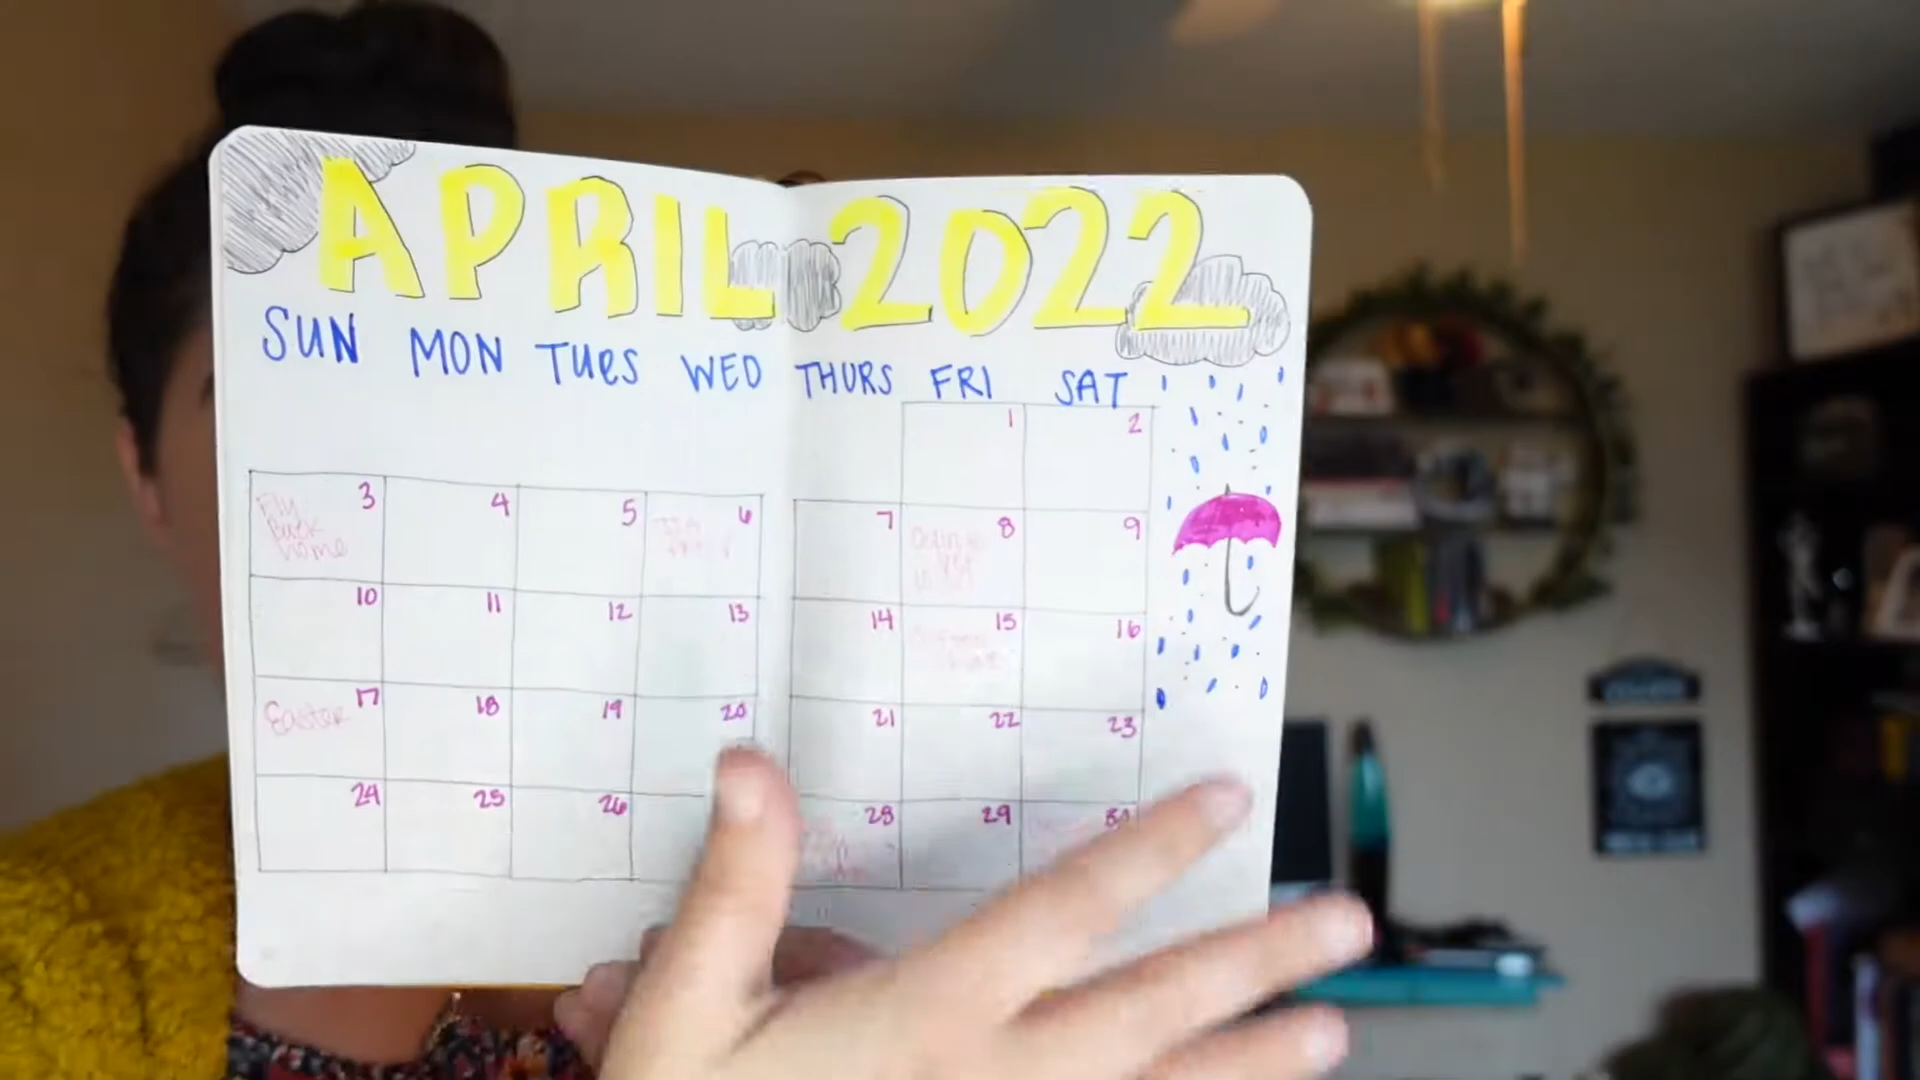 APRIL 2022
SUN MON TUES WED THURS FRI SAT
1 2
3 4 5 6 7 8 9
Fly
Back
home
10 11 12 13 14 15 16
17 18 19 20 21 22 23
Easter
24 25 26 28 29 30